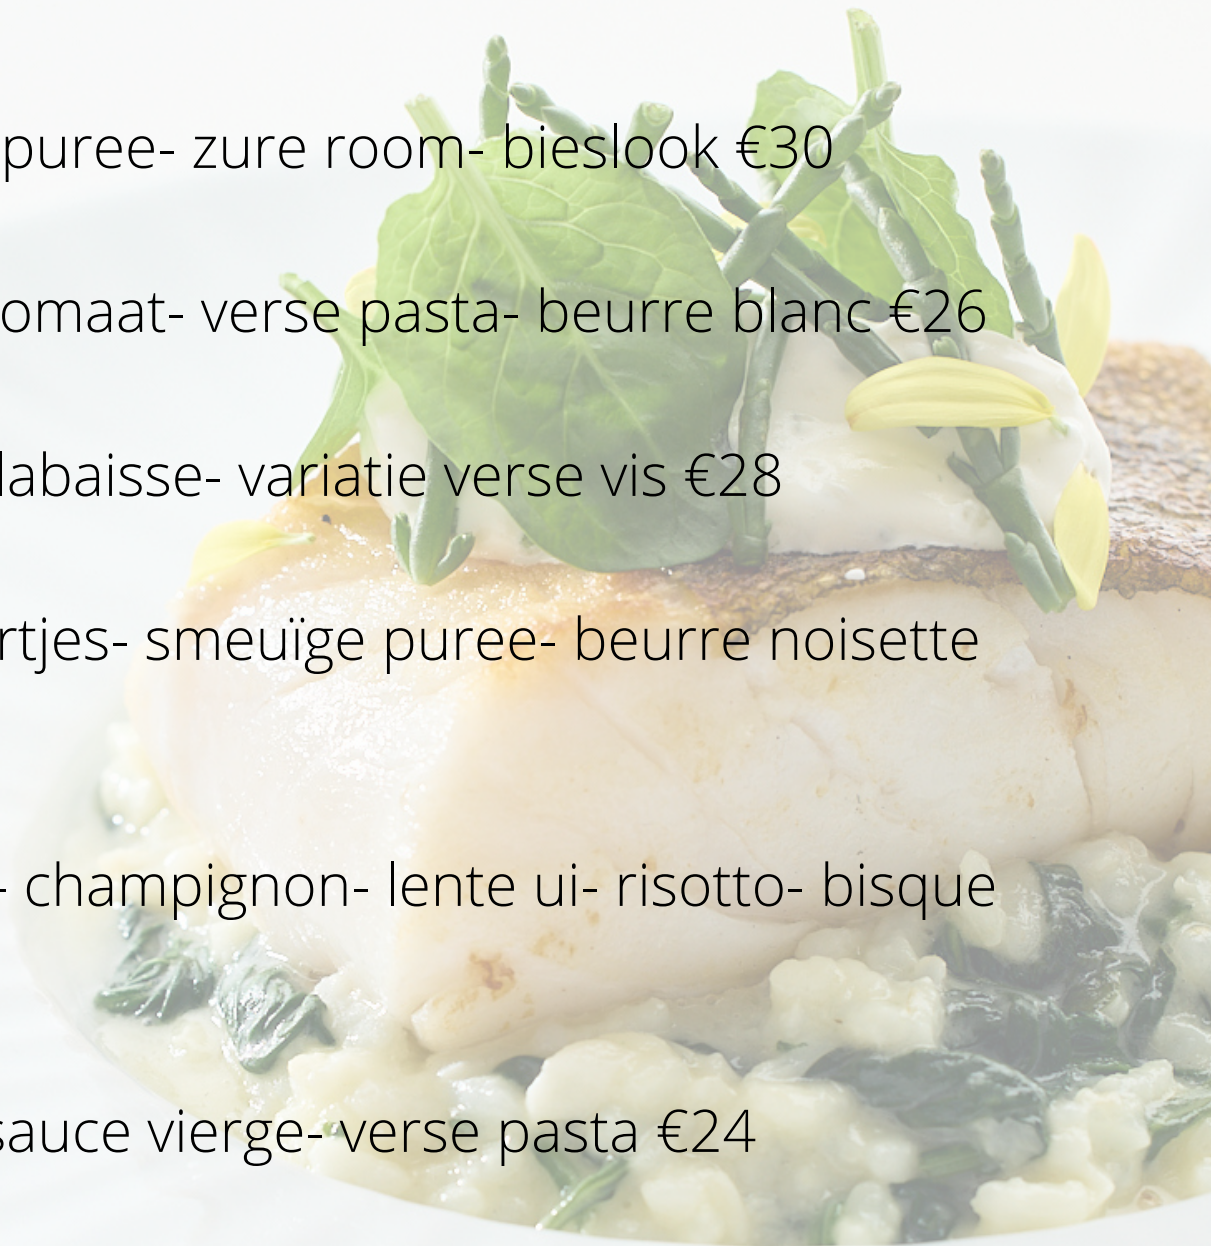 puree- zure room- bieslook €30
omaat- verse pasta- beurre blanc €26
labaisse- variatie verse vis €28
rtjes- smeuïge puree- beurre noisette
- champignon- lente ui- risotto- bisque
sauce vierge- verse pasta €24